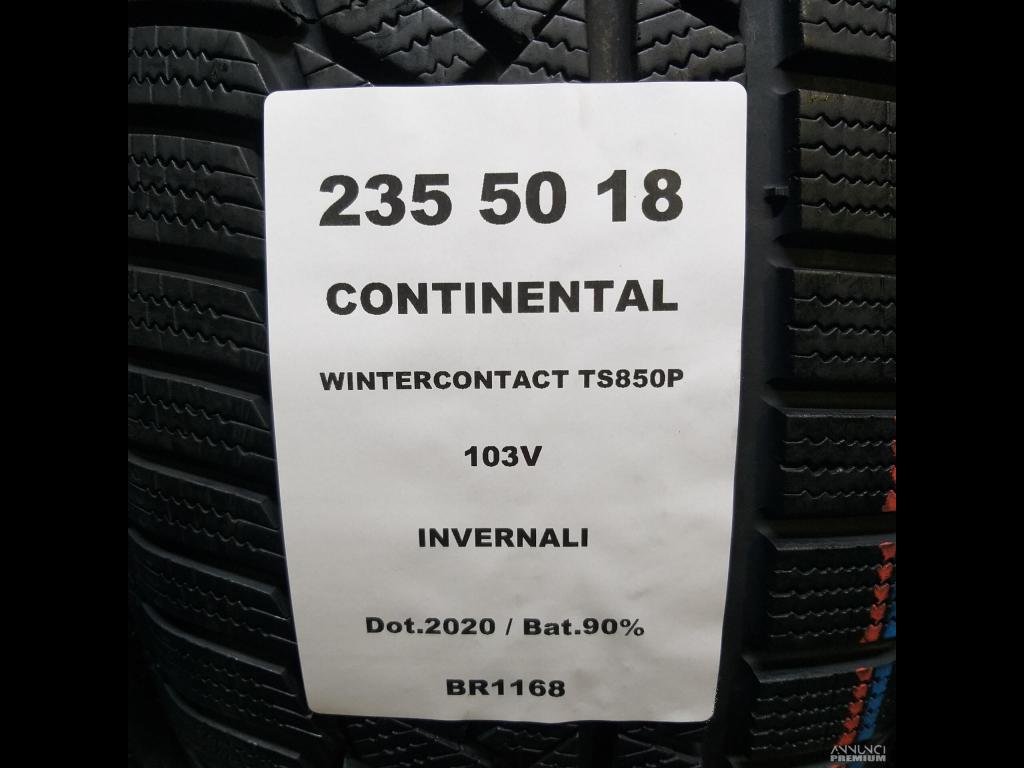 235 50 18
CONTINENTAL
WINTERCONTACT TS850P
103V
INVERNALI
Dot.2020 / Bat.90%
BR1168
ANNUNCI
PREMIUM